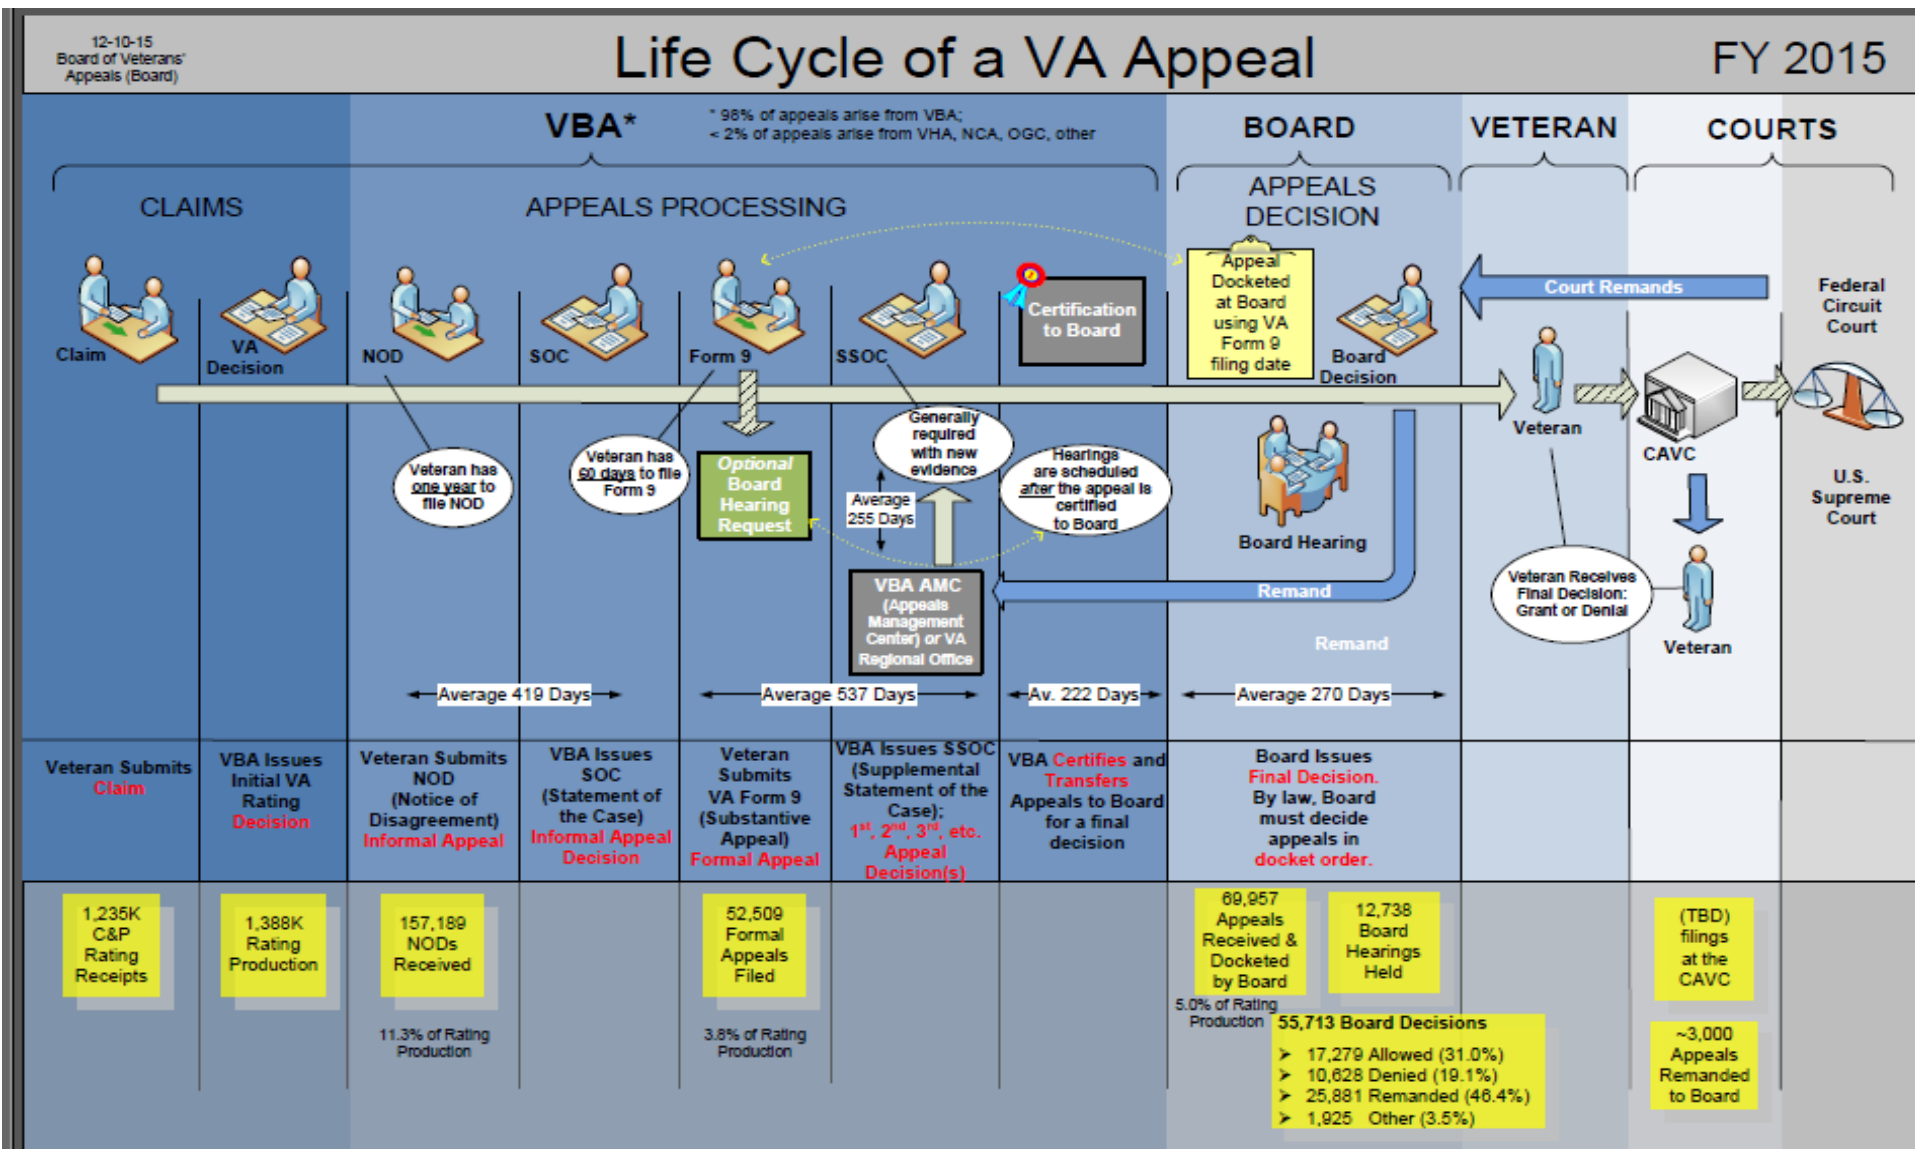 12-10-15
Board of Veterans'
Appeals (Board)
Life Cycle of a VA Appeal
FY 2015
VBA*
* 98% of appeals arise from VBA;
< 2% of appeals arise from VHA, NCA, OGC, other
BOARD
VETERAN
COURTS
CLAIMS
APPEALS PROCESSING
APPEALS
DECISION
Claim
VA
Decision
NOD
SOC
Form 9
SSOC
Certification
to Board
Appeal
Docketed
at Board
using VA
Form 9
filing date
Board
Decision
Court Remands
Federal
Circuit
Court
Veteran
CAVC
U.S.
Supreme
Court
Veteran has
one year to
file NOD
Veteran has
60 days to file
Form 9
Optional
Board
Hearing
Request
Generally
required
with new
evidence
Average
255 Days
Hearings
are scheduled
after the appeal is
certified
to Board
Board Hearing
VBA AMC
(Appeals
Management
Center) or VA
Regional Office
Remand
Remand
Veteran Receives
Final Decision:
Grant or Denial
Veteran
Average 419 Days
Average 537 Days
Av. 222 Days
Average 270 Days
Veteran Submits
Claim
VBA Issues
Initial VA
Rating
Decision
Veteran Submits
NOD
(Notice of
Disagreement)
Informal Appeal
VBA Issues
SOC
(Statement of
the Case)
Informal Appeal
Decision
Veteran
Submits
VA Form 9
(Substantive
Appeal)
Formal Appeal
VBA Issues SSOC
(Supplemental
Statement of the
Case);
1st, 2nd, 3rd, etc.
Appeal
Decision(s)
VBA Certifies and
Transfers
Appeals to Board
for a final
decision
Board Issues
Final Decision.
By law, Board
must decide
appeals in
docket order.
1,235K
C&P
Rating
Receipts
1,388K
Rating
Production
157,189
NODs
Received
11.3% of Rating
Production
52,509
Formal
Appeals
Filed
3.8% of Rating
Production
69,957
Appeals
Received &
Docketed
by Board
5.0% of Rating
Production
12,738
Board
Hearings
Held
55,713 Board Decisions
➢ 17,279 Allowed (31.0%)
➢ 10,628 Denied (19.1%)
➢ 25,881 Remanded (46.4%)
➢ 1,925 Other (3.5%)
(TBD)
filings
at the
CAVC
~3,000
Appeals
Remanded
to Board